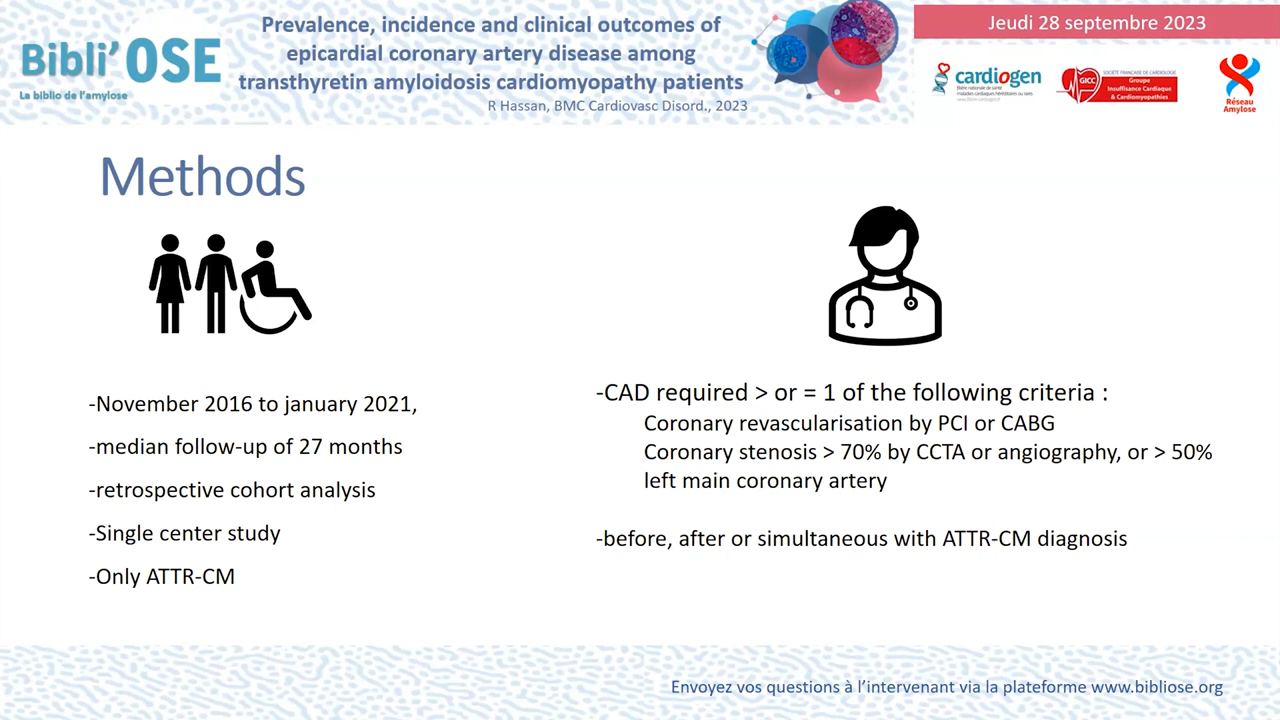 Bibli'OSE
La biblio de l'amylose
Prevalence, incidence and clinical outcomes of
epicardial coronary artery disease among
transthyretin amyloidosis cardiomyopathy patients
R Hassan, BMC Cardiovasc Disord., 2023
Jeudi 28 septembre 2023
cardiogen
filière nationale de santé
maladies cardiaques héréditaires ou rares
GICC
SOCIÉTÉ FRANÇAISE DE CARDIOLOGIE
Groupe
Insuffisance Cardiaque
& Cardiomyopathies
Réseau
Amylose
Methods
-November 2016 to january 2021,
-median follow-up of 27 months
-retrospective cohort analysis
-Single center study
-Only ATTR-CM
-CAD required > or = 1 of the following criteria :
Coronary revascularisation by PCI or CABG
Coronary stenosis > 70% by CCTA or angiography, or > 50%
left main coronary artery
-before, after or simultaneous with ATTR-CM diagnosis
Envoyez vos questions à l'intervenant via la plateforme www.bibliose.org